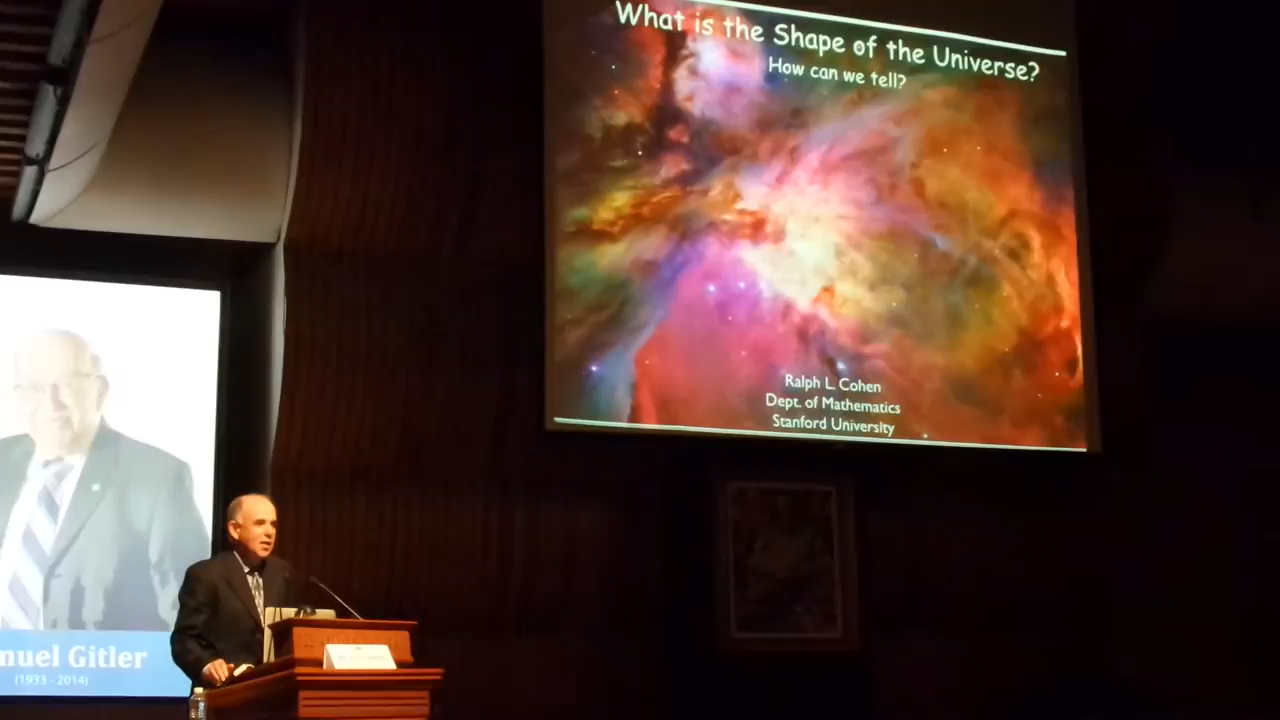 What is the Shape of the Universe?
How can we tell?
Ralph L. Cohen
Dept. of Mathematics
Stanford University
muel Gitler
(1933 - 2014)